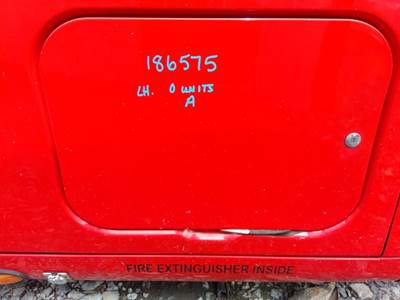 186575
LH. 0 UNITS
A
FIRE EXTINGUISHER INSIDE